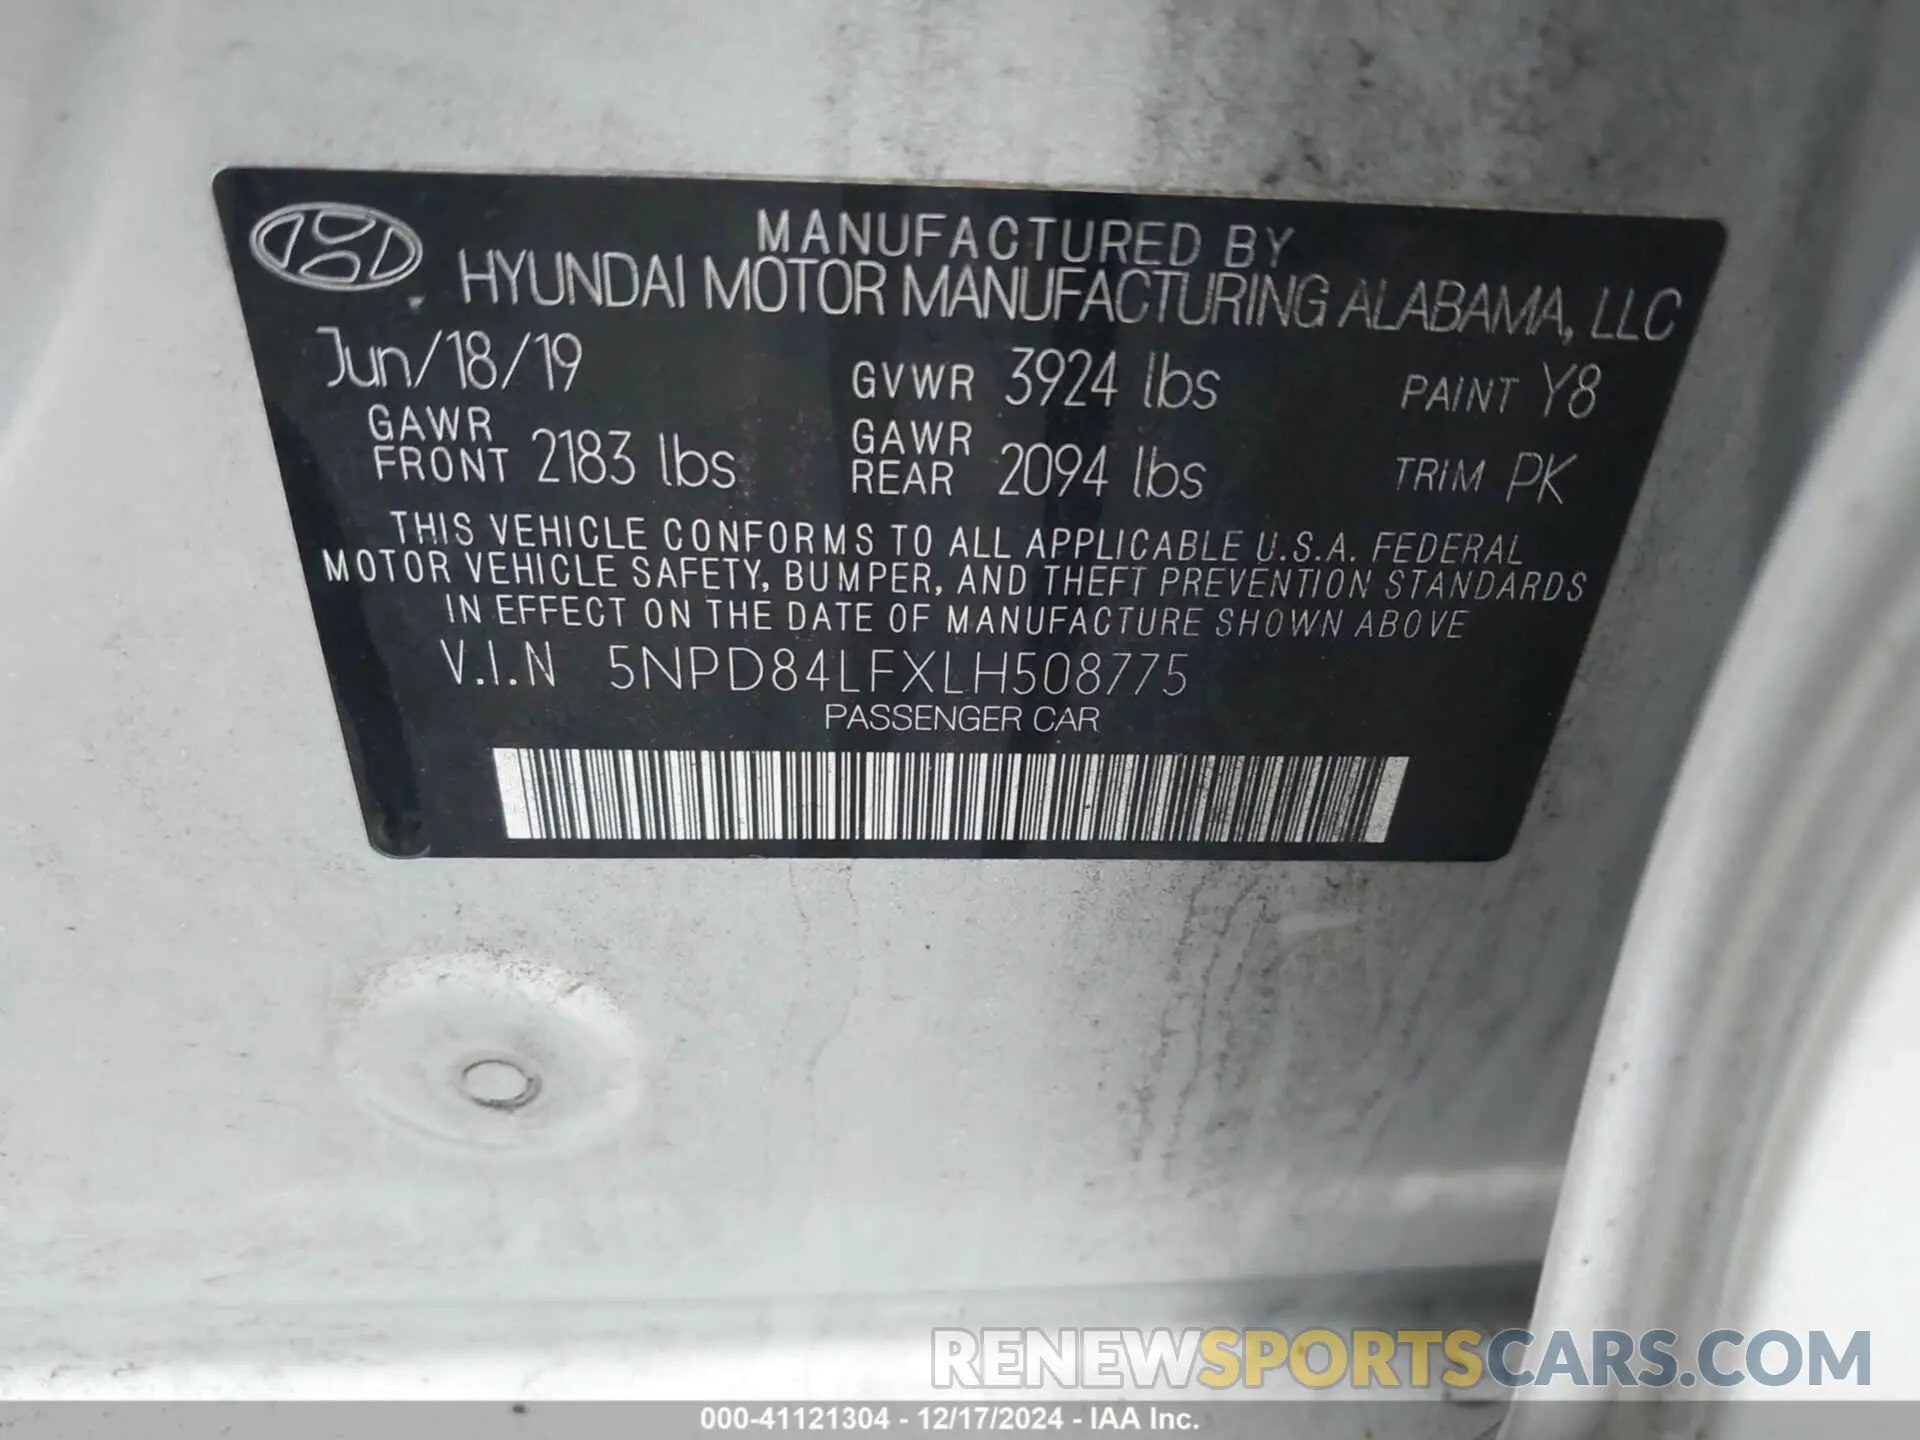 MANUFACTURED BY
HYUNDAI MOTOR MANUFACTURING ALABAMA, LLC
Jun/18/19 GVWR 3924 lbs PAINT Y8
GAWR FRONT 2183 lbs GAWR REAR 2094 lbs TRIM PK
THIS VEHICLE CONFORMS TO ALL APPLICABLE U.S.A. FEDERAL
MOTOR VEHICLE SAFETY, BUMPER, AND THEFT PREVENTION STANDARDS
IN EFFECT ON THE DATE OF MANUFACTURE SHOWN ABOVE
V.I.N 5NPD84LFXLH508775
PASSENGER CAR
RENEWSPORTSCARS.COM
000-41121304 - 12/17/2024 - IAA Inc.